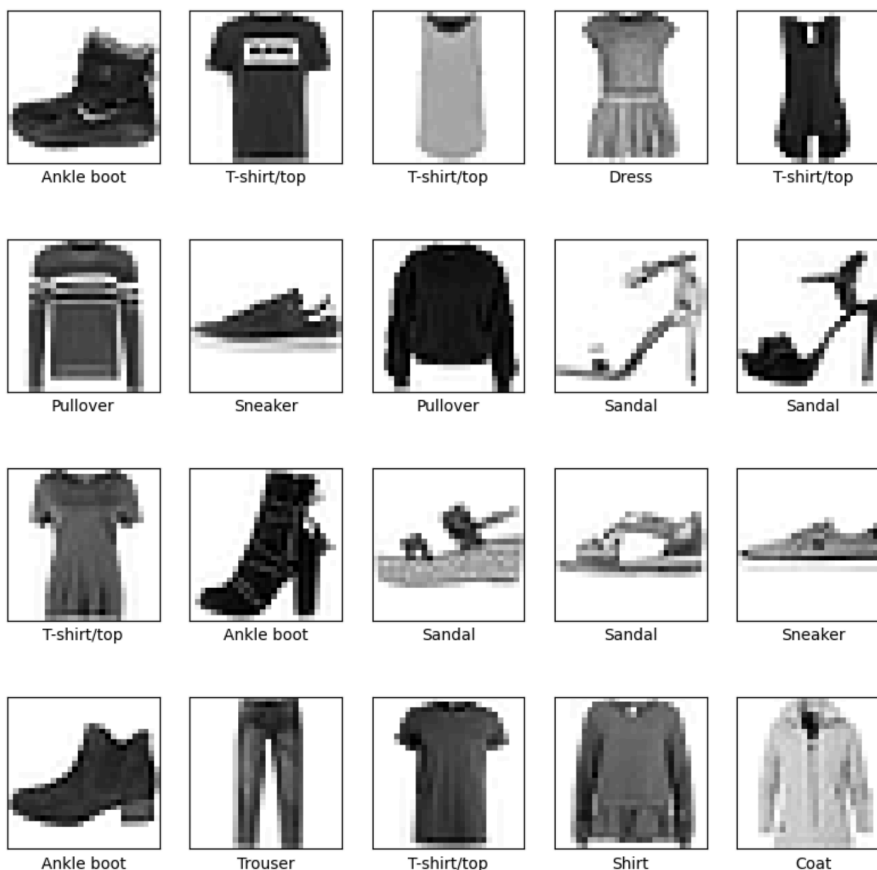 Ankle boot T-shirt/top T-shirt/top Dress T-shirt/top
Pullover Sneaker Pullover Sandal Sandal
T-shirt/top Ankle boot Sandal Sandal Sneaker
Ankle boot Trouser T-shirt/top Shirt Coat